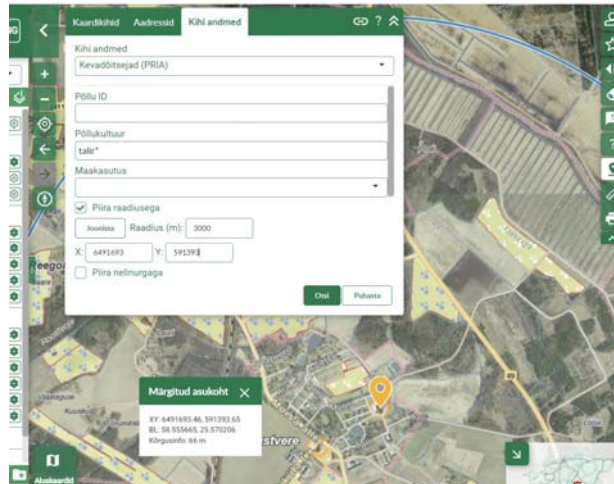 Kaardikihid Aadressid Kihi andmed ?
Kihi andmed
Kevadõitsejad (PRIA)
Põllu ID
Põllukultuur
talir*
Maakasutus
Piira raadiusega
Joonista Raadius (m): 3000
X: 6491693 Y: 591393
Piira nelinurgaga
Otsi Puhasta
Märgitud asukoht
XY: 6491693.46, 591393.65
BL: 58.555665, 25.570206
Kõrgusinfo: 66 m
49
stvere
Aluskaardid